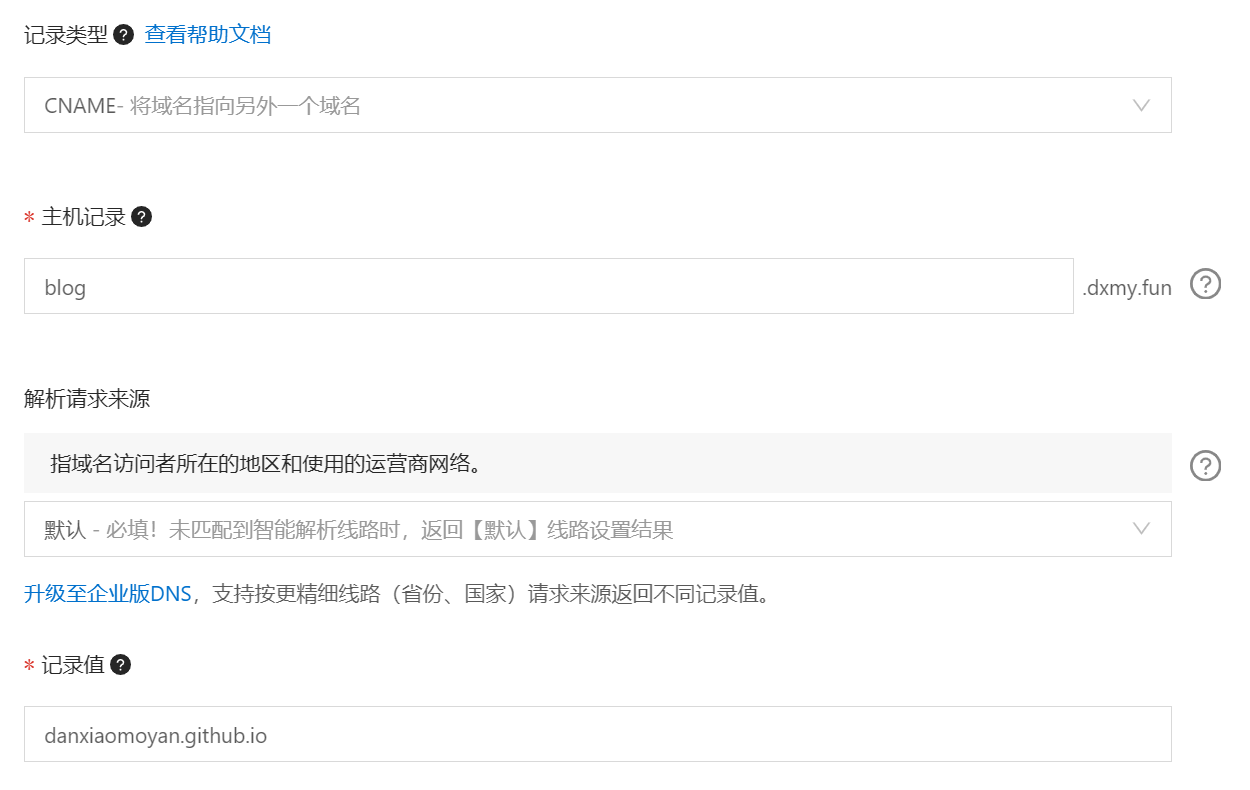 记录类型 ? 查看帮助文档
CNAME- 将域名指向另外一个域名
* 主机记录 ?
blog .dxmy.fun ?
解析请求来源
指域名访问者所在的地区和使用的运营商网络。 ?
默认 - 必填！未匹配到智能解析线路时，返回【默认】线路设置结果
升级至企业版DNS，支持按更精细线路（省份、国家）请求来源返回不同记录值。
* 记录值 ?
danxiaomoyan.github.io